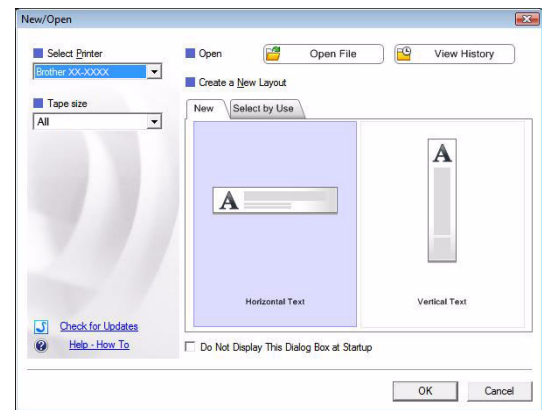 New/Open
Select Printer
Brother XX-XXXX
Tape size
All
Check for Updates
Help - How To
Open
Open File
View History
Create a New Layout
New
Select by Use
A
Horizontal Text
A
Vertical Text
Do Not Display This Dialog Box at Startup
OK
Cancel